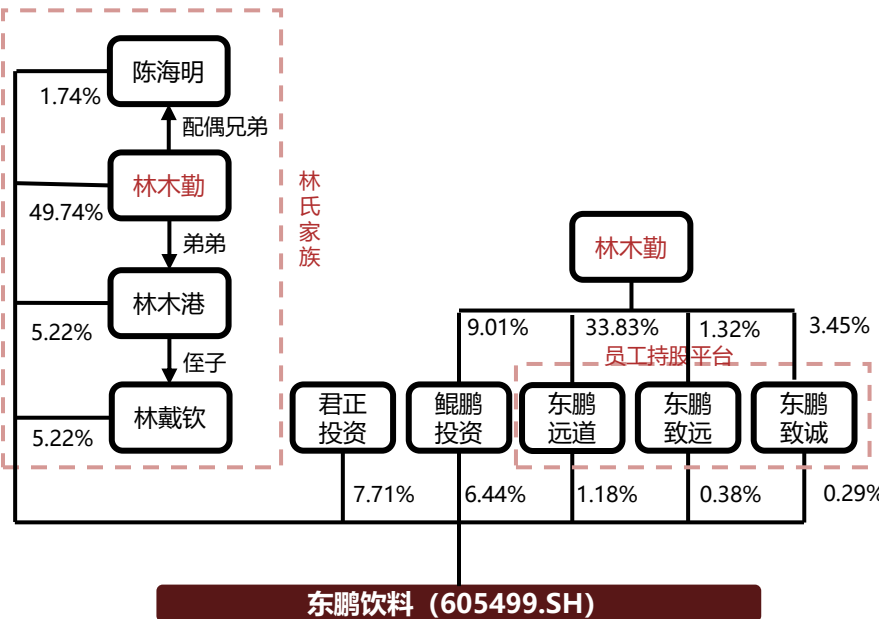 陈海明
1.74%
配偶兄弟
林木勤
49.74%
弟弟
林木港
5.22%
侄子
林戴钦
5.22%
林
氏
家
族
林木勤
9.01%
33.83%
1.32%
3.45%
员工持股平台
君正
投资
鲲鹏
投资
东鹏
远道
东鹏
致远
东鹏
致诚
7.71%
6.44%
1.18%
0.38%
0.29%
东鹏饮料（605499.SH）